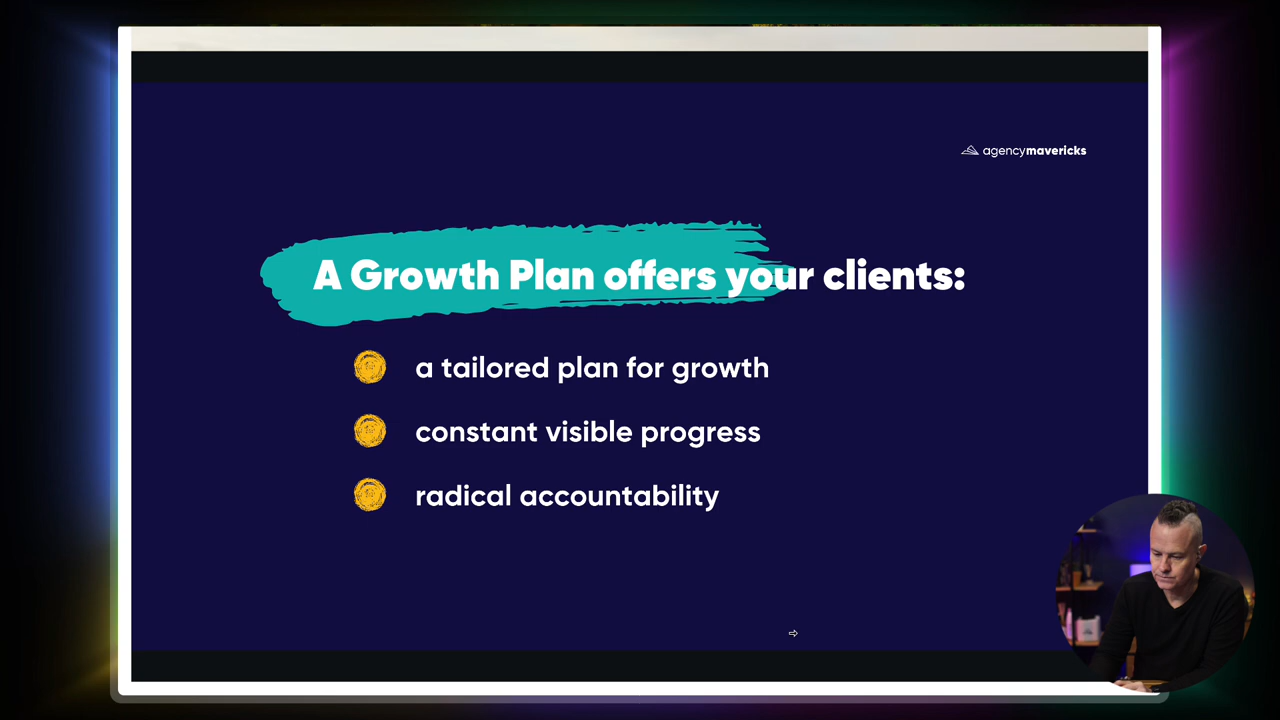 agencymavericks
A Growth Plan offers your clients:
a tailored plan for growth
constant visible progress
radical accountability